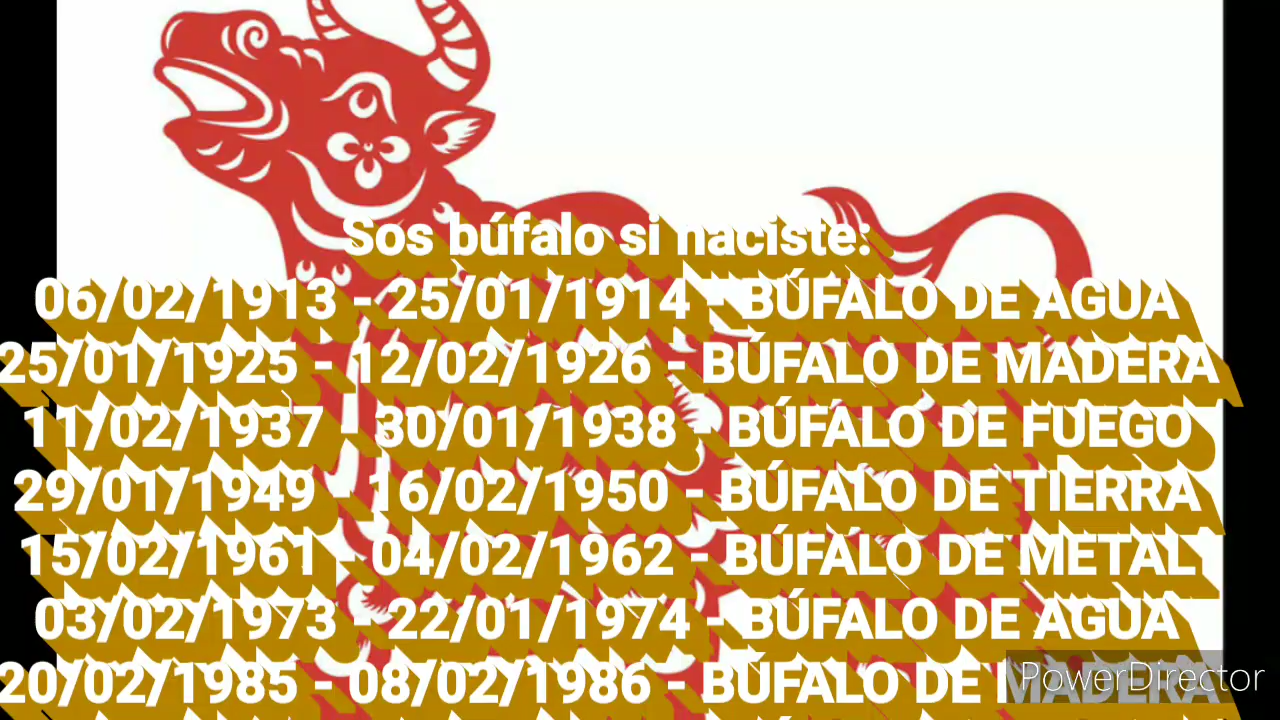 Sos búfalo si naciste:
06/02/1913 - 25/01/1914 - BÚFALO DE AGUA
25/01/1925 - 12/02/1926 - BÚFALO DE MADERA
11/02/1937 - 30/01/1938 - BÚFALO DE FUEGO
29/01/1949 - 16/02/1950 - BÚFALO DE TIERRA
15/02/1961 - 04/02/1962 - BÚFALO DE METAL
03/02/1973 - 22/01/1974 - BÚFALO DE AGUA
20/02/1985 - 08/02/1986 - BÚFALO DE MADERA
PowerDirector